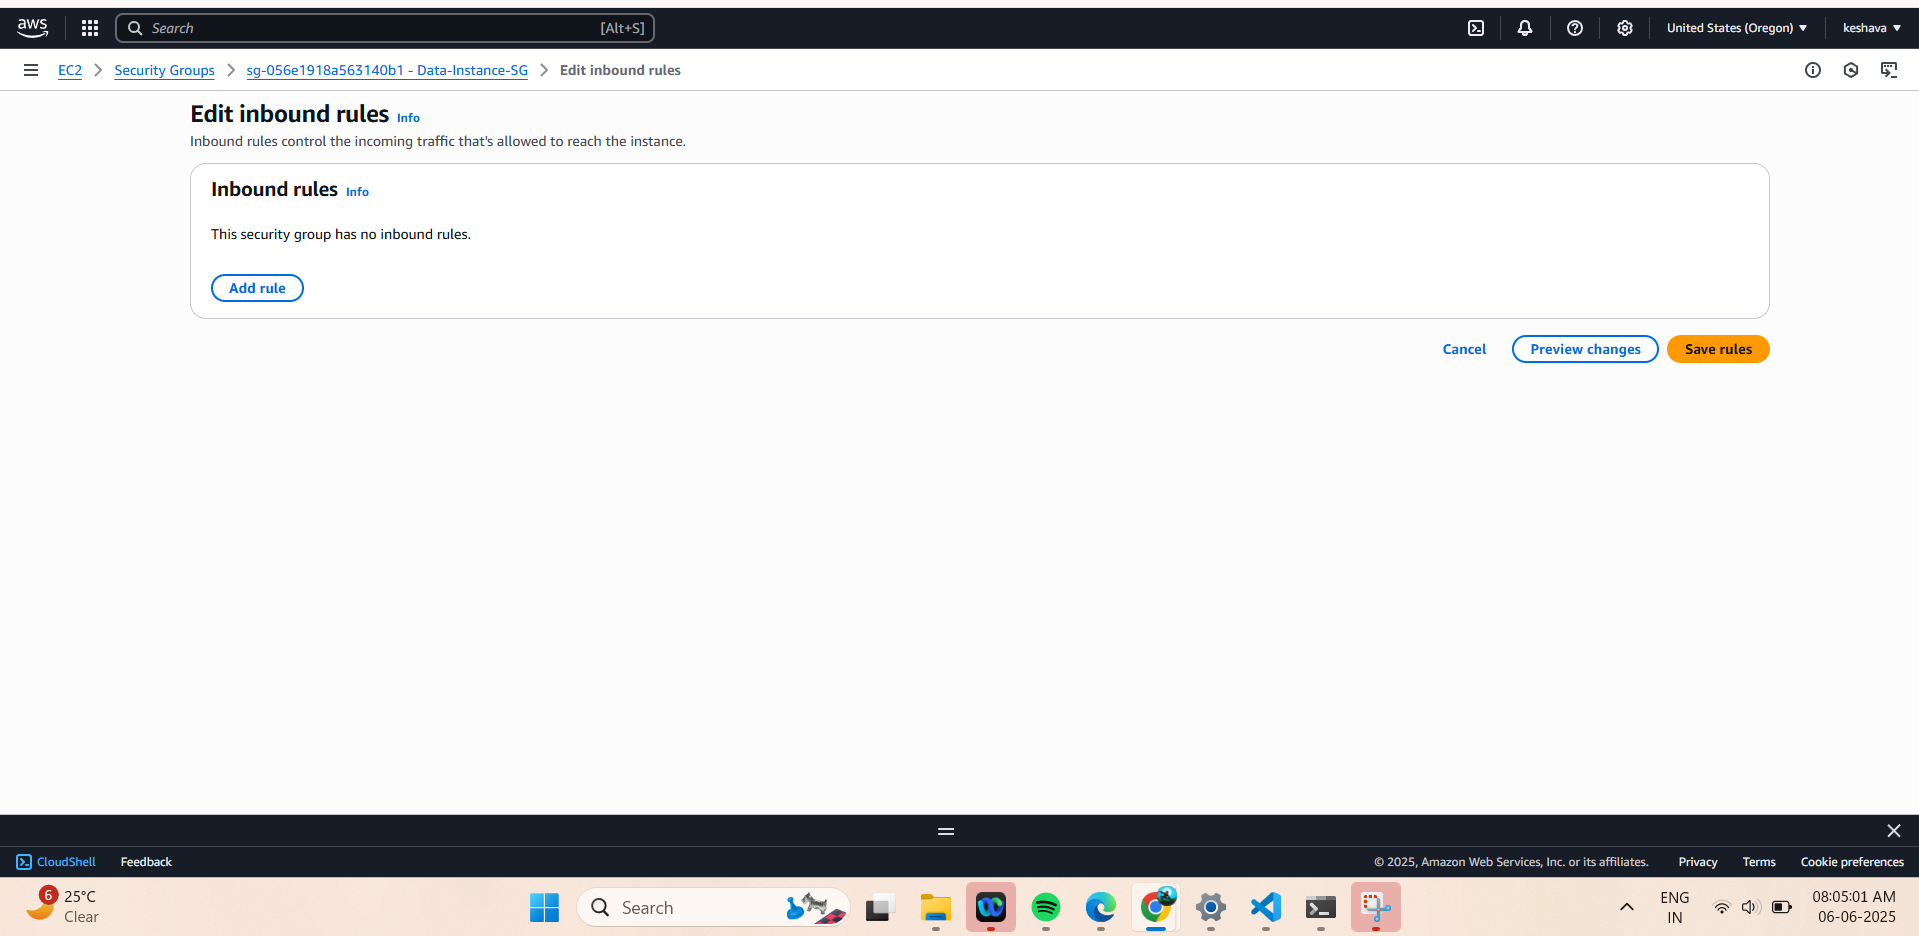 aws
Search [Alt+S]
United States (Oregon)
keshava
EC2 Security Groups sg-056e1918a563140b1 - Data-Instance-SG Edit inbound rules
Edit inbound rules Info
Inbound rules control the incoming traffic that's allowed to reach the instance.
Inbound rules Info
This security group has no inbound rules.
Add rule
Cancel Preview changes Save rules
CloudShell Feedback
© 2025, Amazon Web Services, Inc. or its affiliates. Privacy Terms Cookie preferences
6
25°C
Clear
Search
ENG
IN
08:05:01 AM
06-06-2025